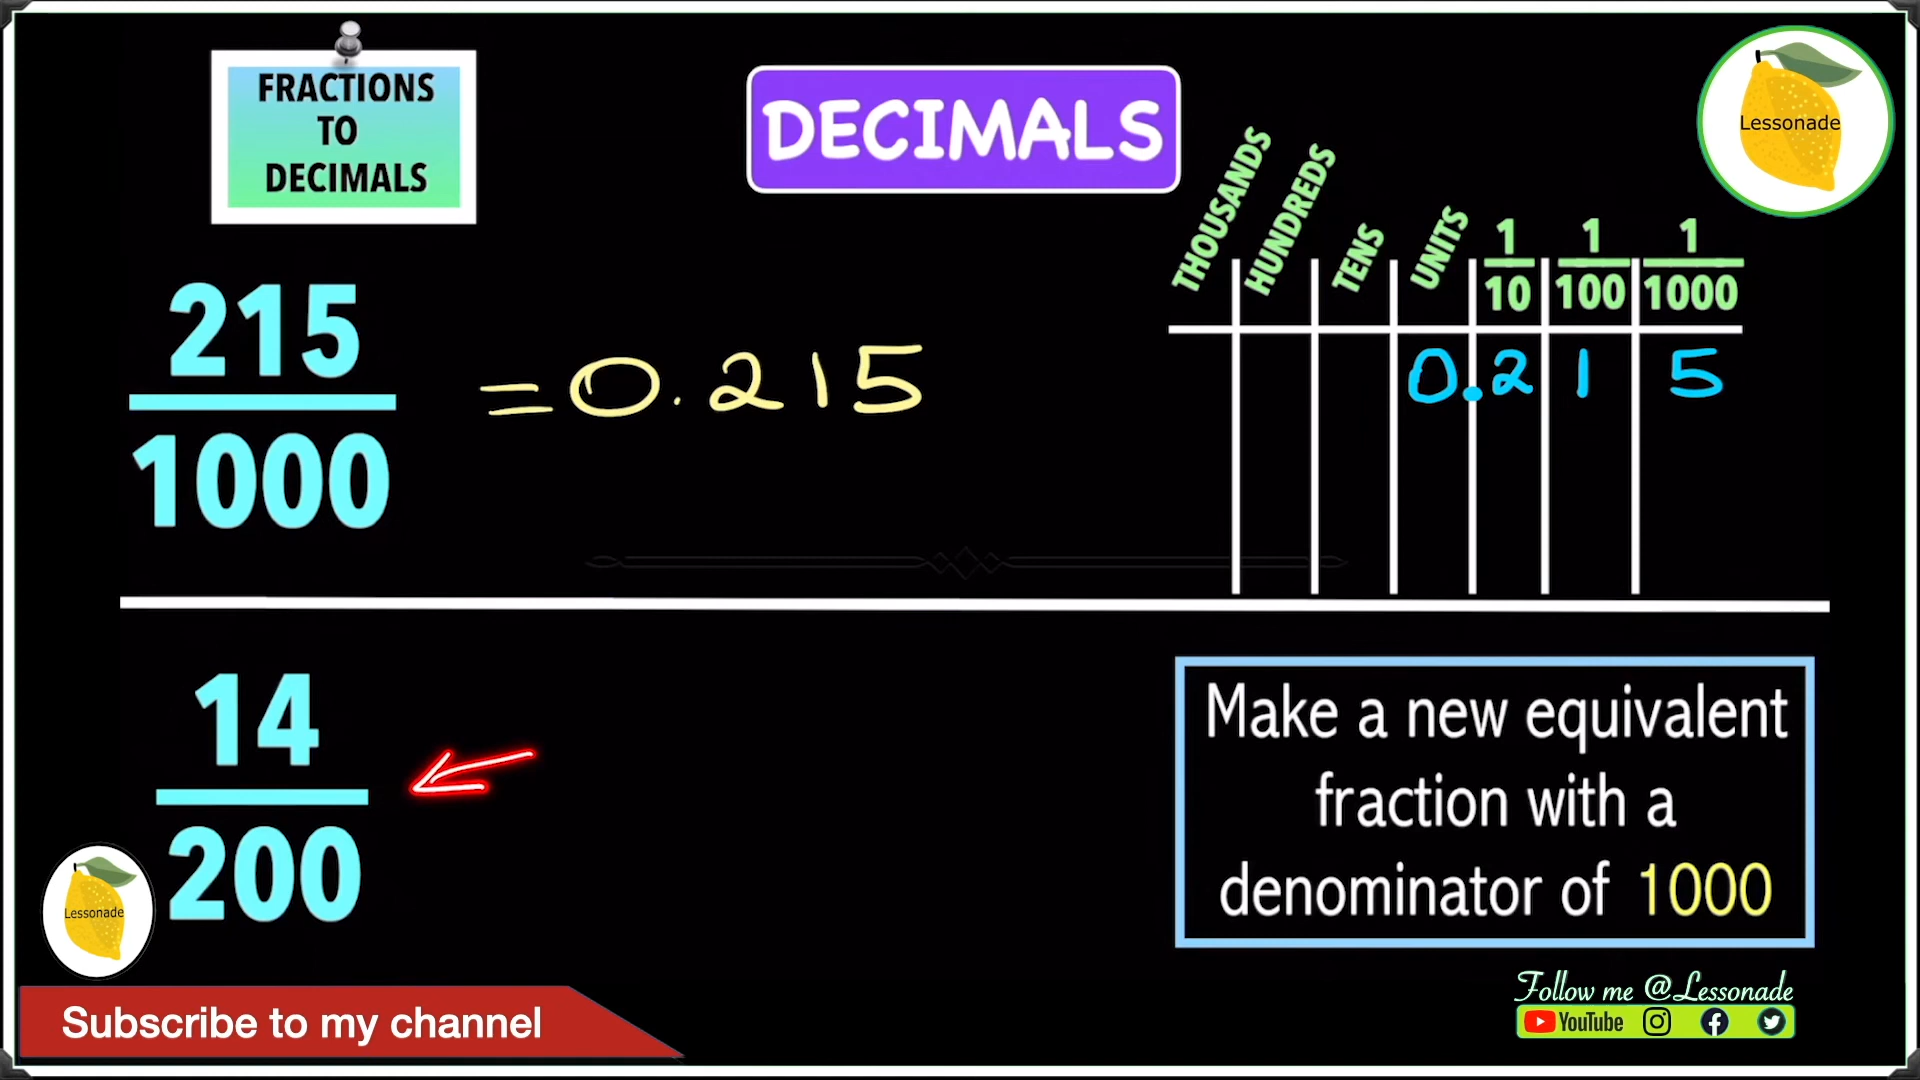 FRACTIONS
TO
DECIMALS
DECIMALS
Lessonade
THOUSANDS HUNDREDS TENS UNITS 1/10 1/100 1/1000
0.2 1 5
215/1000 = 0.215
14/200
Make a new equivalent
fraction with a
denominator of 1000
Lessonade
Subscribe to my channel
Follow me @Lessonade
YouTube